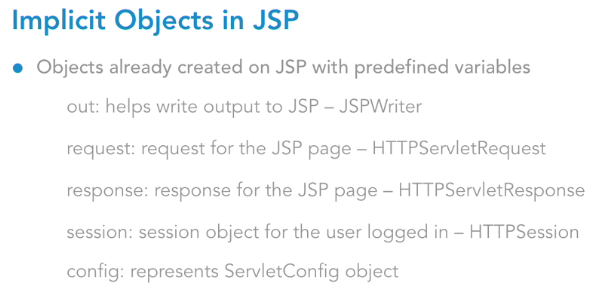 Implicit Objects in JSP
Objects already created on JSP with predefined variables
out: helps write output to JSP – JSPWriter
request: request for the JSP page – HTTPServletRequest
response: response for the JSP page – HTTPServletResponse
session: session object for the user logged in – HTTPSession
config: represents ServletConfig object